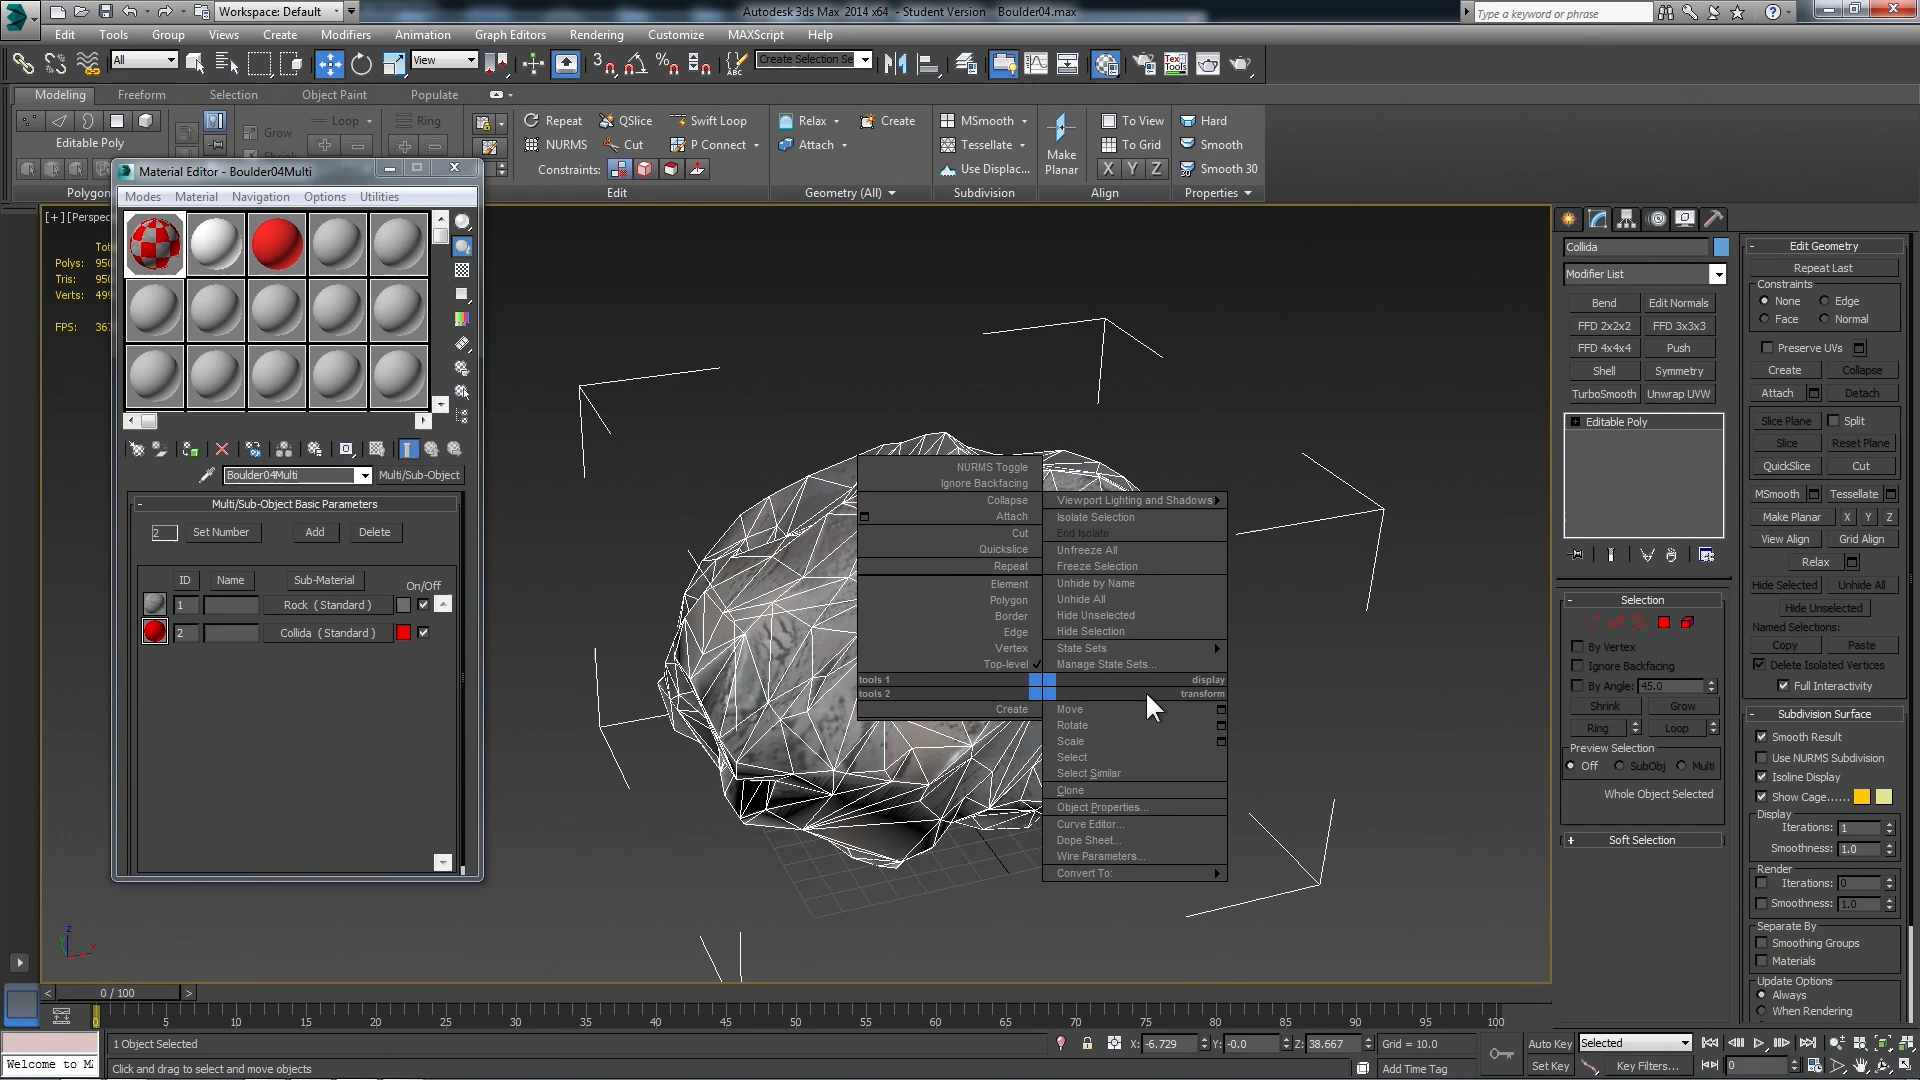 Workspace: Default
Autodesk 3ds Max 2014 x64 - Student Version Boulder04.max
Type a keyword or phrase
Edit Tools Group Views Create Modifiers Animation Graph Editors Rendering Customize MAXScript Help
All
View
Create Selection Se
Modeling Freeform Selection Object Paint Populate
Editable Poly
Loop Ring
Grow
Repeat QSlice Swift Loop
NURMS Cut P Connect
Constraints:
Edit
Relax Create
Attach
Geometry (All)
MSmooth
Tessellate
Use Displac...
Subdivision
Make
Planar
To View
To Grid
X Y Z
Align
Hard
Smooth
Smooth 30
Properties
Polygon
Material Editor - Boulder04Multi
Modes Material Navigation Options Utilities
Boulder04Multi
Multi/Sub-Object
Multi/Sub-Object Basic Parameters
2 Set Number Add Delete
ID Name Sub-Material On/Off
1 Rock ( Standard )
2 Collida ( Standard )
[+] [Perspec
Tot
Polys: 950
Tris: 950
Verts: 499
FPS: 367
NURMS Toggle
Ignore Backfacing
Collapse
Attach
Cut
Quickslice
Repeat
Element
Polygon
Border
Edge
Vertex
Top-level
tools 1
tools 2
Create
Viewport Lighting and Shadows
Isolate Selection
End Isolate
Unfreeze All
Freeze Selection
Unhide by Name
Unhide All
Hide Unselected
Hide Selection
State Sets
Manage State Sets...
display
transform
Move
Rotate
Scale
Select
Select Similar
Clone
Object Properties...
Curve Editor...
Dope Sheet...
Wire Parameters...
Convert To:
z
x
Collida
Modifier List
Bend Edit Normals
FFD 2x2x2 FFD 3x3x3
FFD 4x4x4 Push
Shell Symmetry
TurboSmooth Unwrap UVW
Editable Poly
Selection
By Vertex
Ignore Backfacing
By Angle: 45.0
Shrink Grow
Ring Loop
Preview Selection
Off SubObj Multi
Whole Object Selected
Soft Selection
Edit Geometry
Repeat Last
Constraints
None Edge
Face Normal
Preserve UVs
Create Collapse
Attach Detach
Slice Plane Split
Slice Reset Plane
QuickSlice Cut
MSmooth Tessellate
Make Planar X Y Z
View Align Grid Align
Relax
Hide Selected Unhide All
Hide Unselected
Named Selections:
Copy Paste
Delete Isolated Vertices
Full Interactivity
Subdivision Surface
Smooth Result
Use NURMS Subdivision
Isoline Display
Show Cage......
Display
Iterations: 1
Smoothness: 1.0
Render
Iterations: 0
Smoothness: 1.0
Separate By
Smoothing Groups
Materials
Update Options
Always
When Rendering
< 0 / 100 >
0 5 10 15 20 25 30 35 40 45 50 55 60 65 70 75 80 85 90 95 100
1 Object Selected
X: -6.729 Y: -0.0 Z: 38.667 Grid = 10.0
Auto Key Selected
Welcome to M
Click and drag to select and move objects
Add Time Tag
Set Key Key Filters... 0